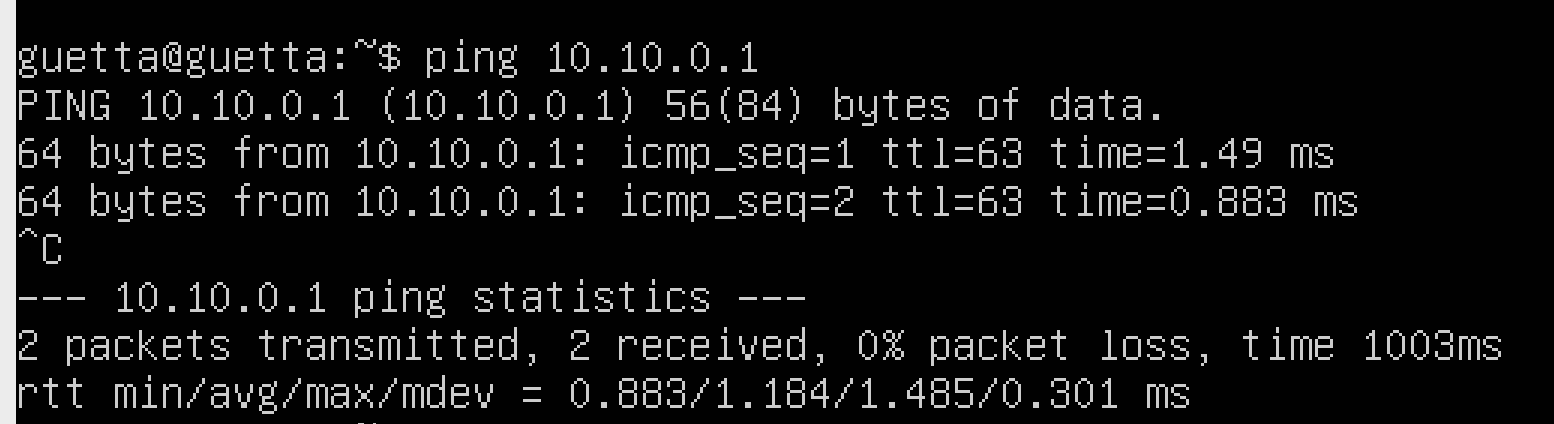 guetta@guetta:~$ ping 10.10.0.1
PING 10.10.0.1 (10.10.0.1) 56(84) bytes of data.
64 bytes from 10.10.0.1: icmp_seq=1 ttl=63 time=1.49 ms
64 bytes from 10.10.0.1: icmp_seq=2 ttl=63 time=0.883 ms
^C
--- 10.10.0.1 ping statistics ---
2 packets transmitted, 2 received, 0% packet loss, time 1003ms
rtt min/avg/max/mdev = 0.883/1.184/1.485/0.301 ms